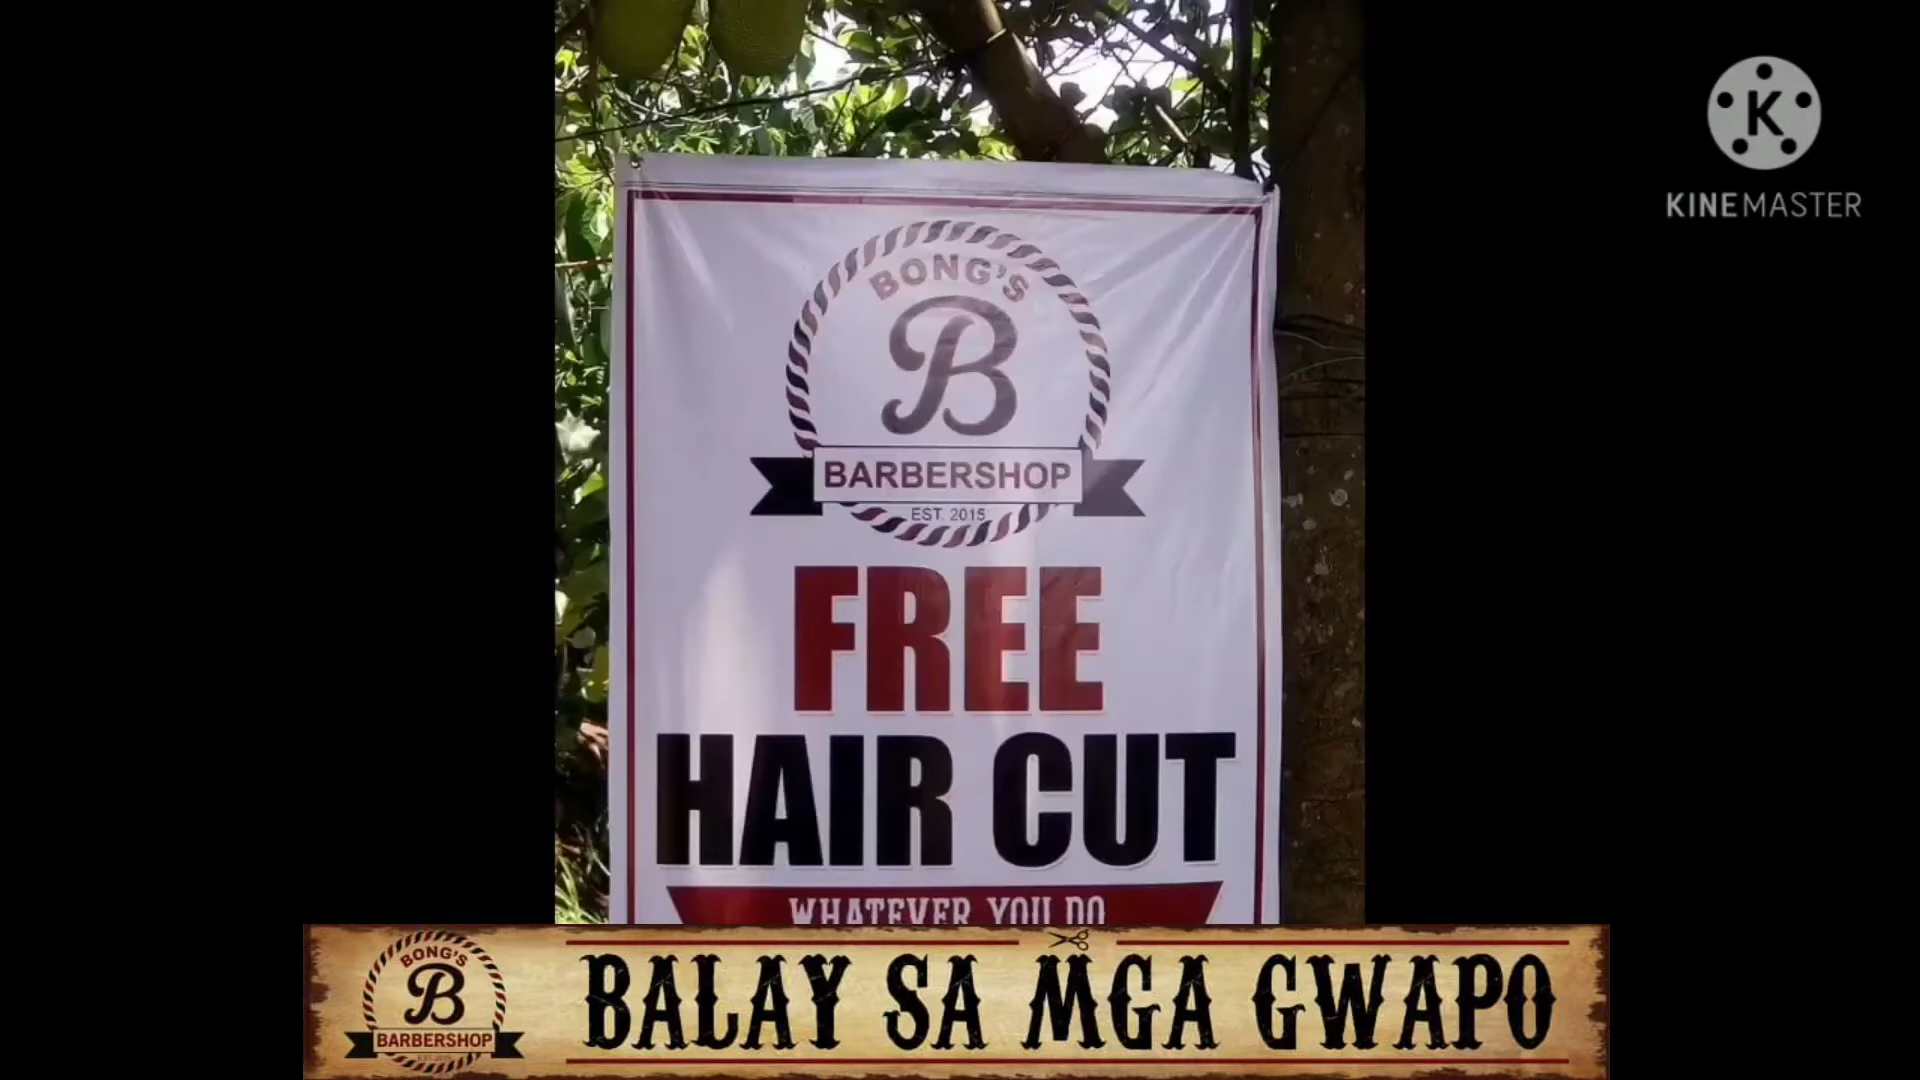 KINEMASTER
BONG'S
B
BARBERSHOP
EST. 2015
FREE
HAIR CUT
WHATEVER YOU DO
BONG'S
B
BARBERSHOP
BALAY SA MGA GWAPO